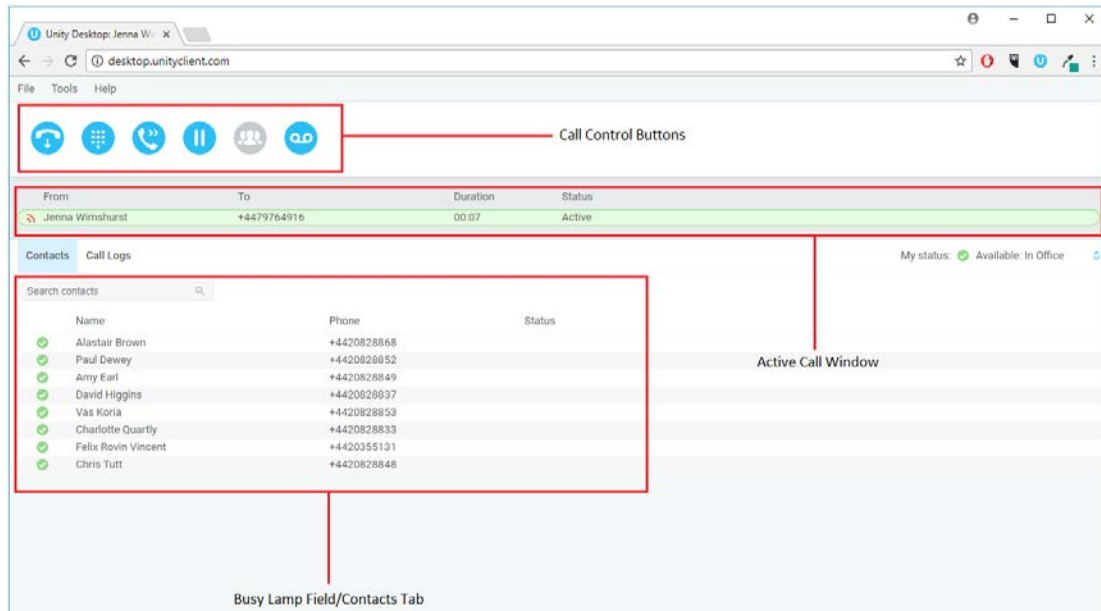 Unity Desktop: Jenna Wi
desktop.unityclient.com
File Tools Help
Call Control Buttons
From To Duration Status
Jenna Wimshurst +4479764916 00:07 Active
Contacts Call Logs My status: Available: In Office
Search contacts
Name Phone Status
Alastair Brown +4420828868
Paul Dewey +4420828852
Active Call Window
Amy Earl +4420828849
David Higgins +4420828837
Vas Koria +4420828853
Charlotte Quartly +4420828833
Felix Rovin Vincent +4420355131
Chris Tutt +4420828848
Busy Lamp Field/Contacts Tab